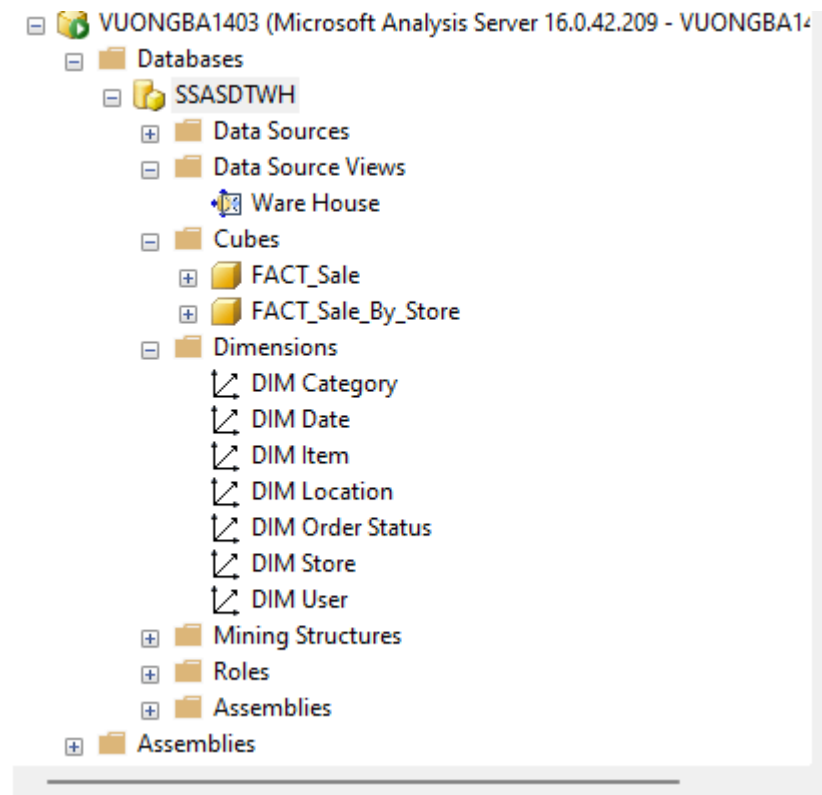 VUONGBA1403 (Microsoft Analysis Server 16.0.42.209 - VUONGBA14
Databases
SSASDTWH
Data Sources
Data Source Views
Ware House
Cubes
FACT_Sale
FACT_Sale_By_Store
Dimensions
DIM Category
DIM Date
DIM Item
DIM Location
DIM Order Status
DIM Store
DIM User
Mining Structures
Roles
Assemblies
Assemblies